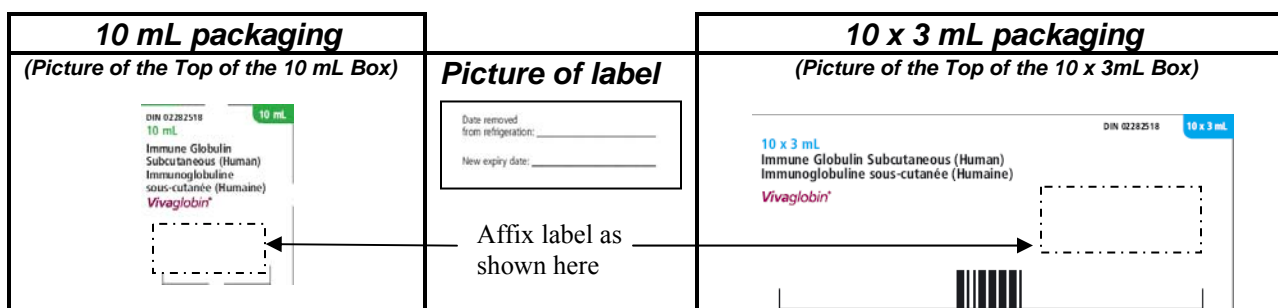 10 mL packaging
(Picture of the Top of the 10 mL Box)
DIN 02282518
10 mL
10 mL
Immune Globulin
Subcutaneous (Human)
Immunoglobuline
sous-cutanée (Humaine)
Vivaglobin®
Picture of label
Date removed
from refrigeration:
New expiry date:
Affix label as
shown here
10 x 3 mL packaging
(Picture of the Top of the 10 x 3mL Box)
DIN 02282518
10 x 3 mL
10 x 3 mL
Immune Globulin Subcutaneous (Human)
Immunoglobuline sous-cutanée (Humaine)
Vivaglobin®